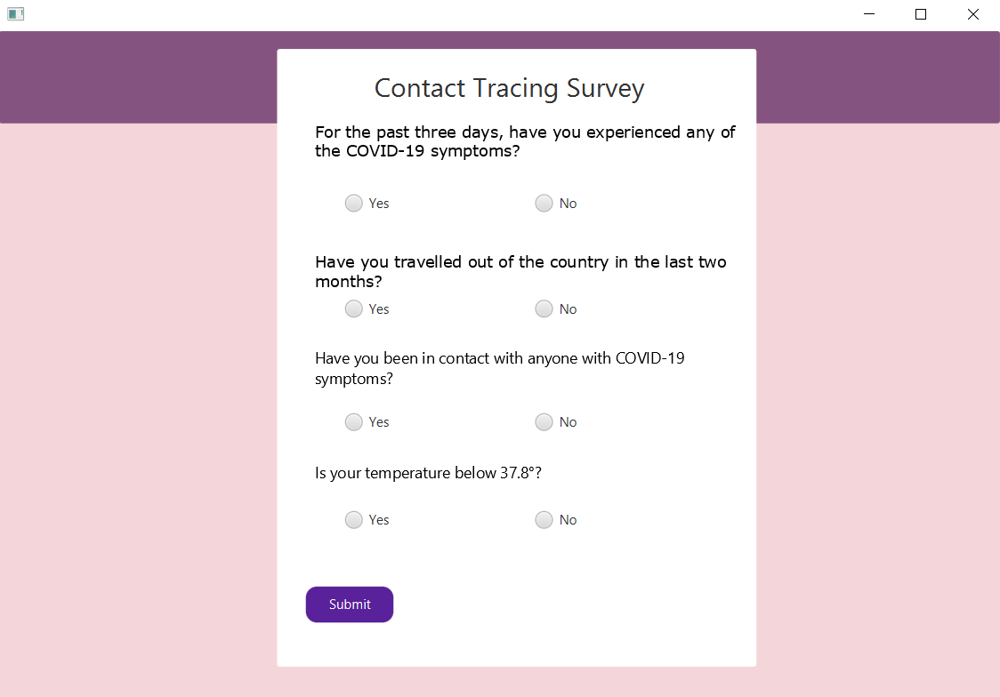 Contact Tracing Survey
For the past three days, have you experienced any of
the COVID-19 symptoms?
Yes No
Have you travelled out of the country in the last two
months?
Yes No
Have you been in contact with anyone with COVID-19
symptoms?
Yes No
Is your temperature below 37.8°?
Yes No
Submit